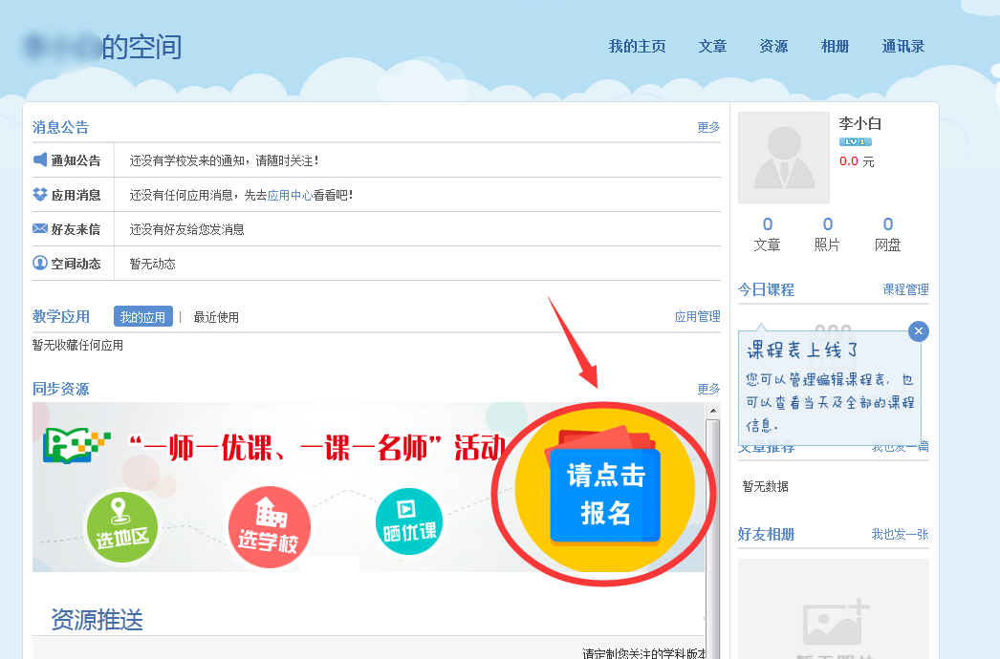 的空间
我的主页 文章 资源 相册 通讯录
消息公告 更多
通知公告 还没有学校发来的通知，请随时关注！
应用消息 还没有任何应用消息，先去应用中心看看吧！
好友来信 还没有好友给您发消息
空间动态 暂无动态
教学应用 我的应用 | 最近使用 应用管理
暂无收藏任何应用
同步资源 更多
“一师一优课、一课一名师”活动
选地区
选学校
晒优课
请点击
报名
资源推送
请定制您关注的学科版本
李小白
LV 1
0.0 元
0 0 0
文章 照片 网盘
今日课程 课程管理
课程表上线了
您可以管理编辑课程表，也
可以查看当天及全部的课程
信息。
文章推荐 我也发一篇
暂无数据
好友相册 我也发一张
暂无照片